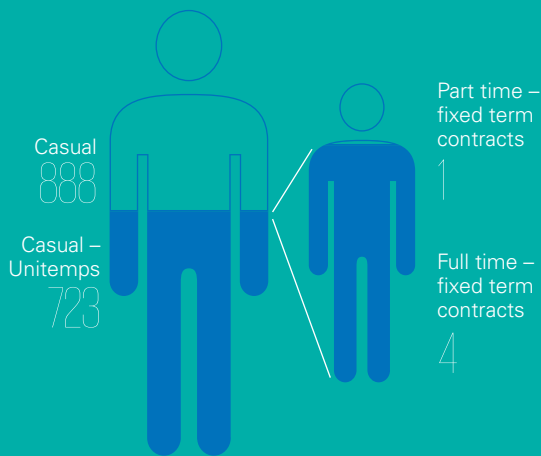 Casual
888
Casual –
Unitemps
723
Part time –
fixed term
contracts
1
Full time –
fixed term
contracts
4